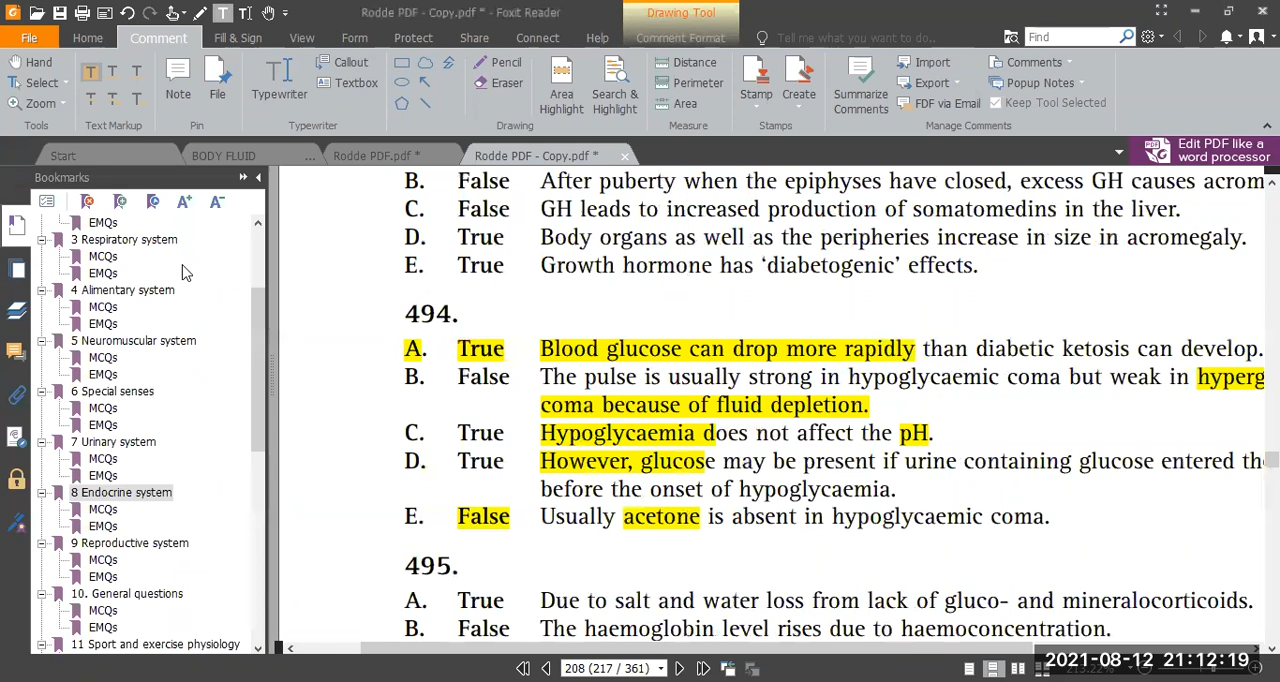 Rodde PDF - Copy.pdf * - Foxit Reader
Drawing Tool
File Home Comment Fill & Sign View Form Protect Share Connect Help Comment Format Tell me what you want to do.. Find
Hand
Select
Zoom
Tools
Text Markup
Note
File
Pin
Typewriter
Callout
Textbox
Typewriter
Pencil
Eraser
Area Highlight
Search & Highlight
Drawing
Distance
Perimeter
Area
Measure
Stamp
Create
Stamps
Summarize Comments
Import
Export
FDF via Email
Comments
Popup Notes
Keep Tool Selected
Manage Comments
Start BODY FLUID ... Rodde PDF.pdf * Rodde PDF - Copy.pdf *
Edit PDF like a
word processor
Bookmarks
EMQs
3 Respiratory system
MCQs
EMQs
4 Alimentary system
MCQs
EMQs
5 Neuromuscular system
MCQs
EMQs
6 Special senses
MCQs
EMQs
7 Urinary system
MCQs
EMQs
8 Endocrine system
MCQs
EMQs
9 Reproductive system
MCQs
EMQs
10. General questions
MCQs
EMQs
11 Sport and exercise physiology
B. False After puberty when the epiphyses have closed, excess GH causes acrom
C. False GH leads to increased production of somatomedins in the liver.
D. True Body organs as well as the peripheries increase in size in acromegaly.
E. True Growth hormone has ‘diabetogenic’ effects.
494.
A. True Blood glucose can drop more rapidly than diabetic ketosis can develop.
B. False The pulse is usually strong in hypoglycaemic coma but weak in hyperg
coma because of fluid depletion.
C. True Hypoglycaemia does not affect the pH.
D. True However, glucose may be present if urine containing glucose entered the
before the onset of hypoglycaemia.
E. False Usually acetone is absent in hypoglycaemic coma.
495.
A. True Due to salt and water loss from lack of gluco- and mineralocorticoids.
B. False The haemoglobin level rises due to haemoconcentration.
208 (217 / 361)
2021-08-12 21:12:19